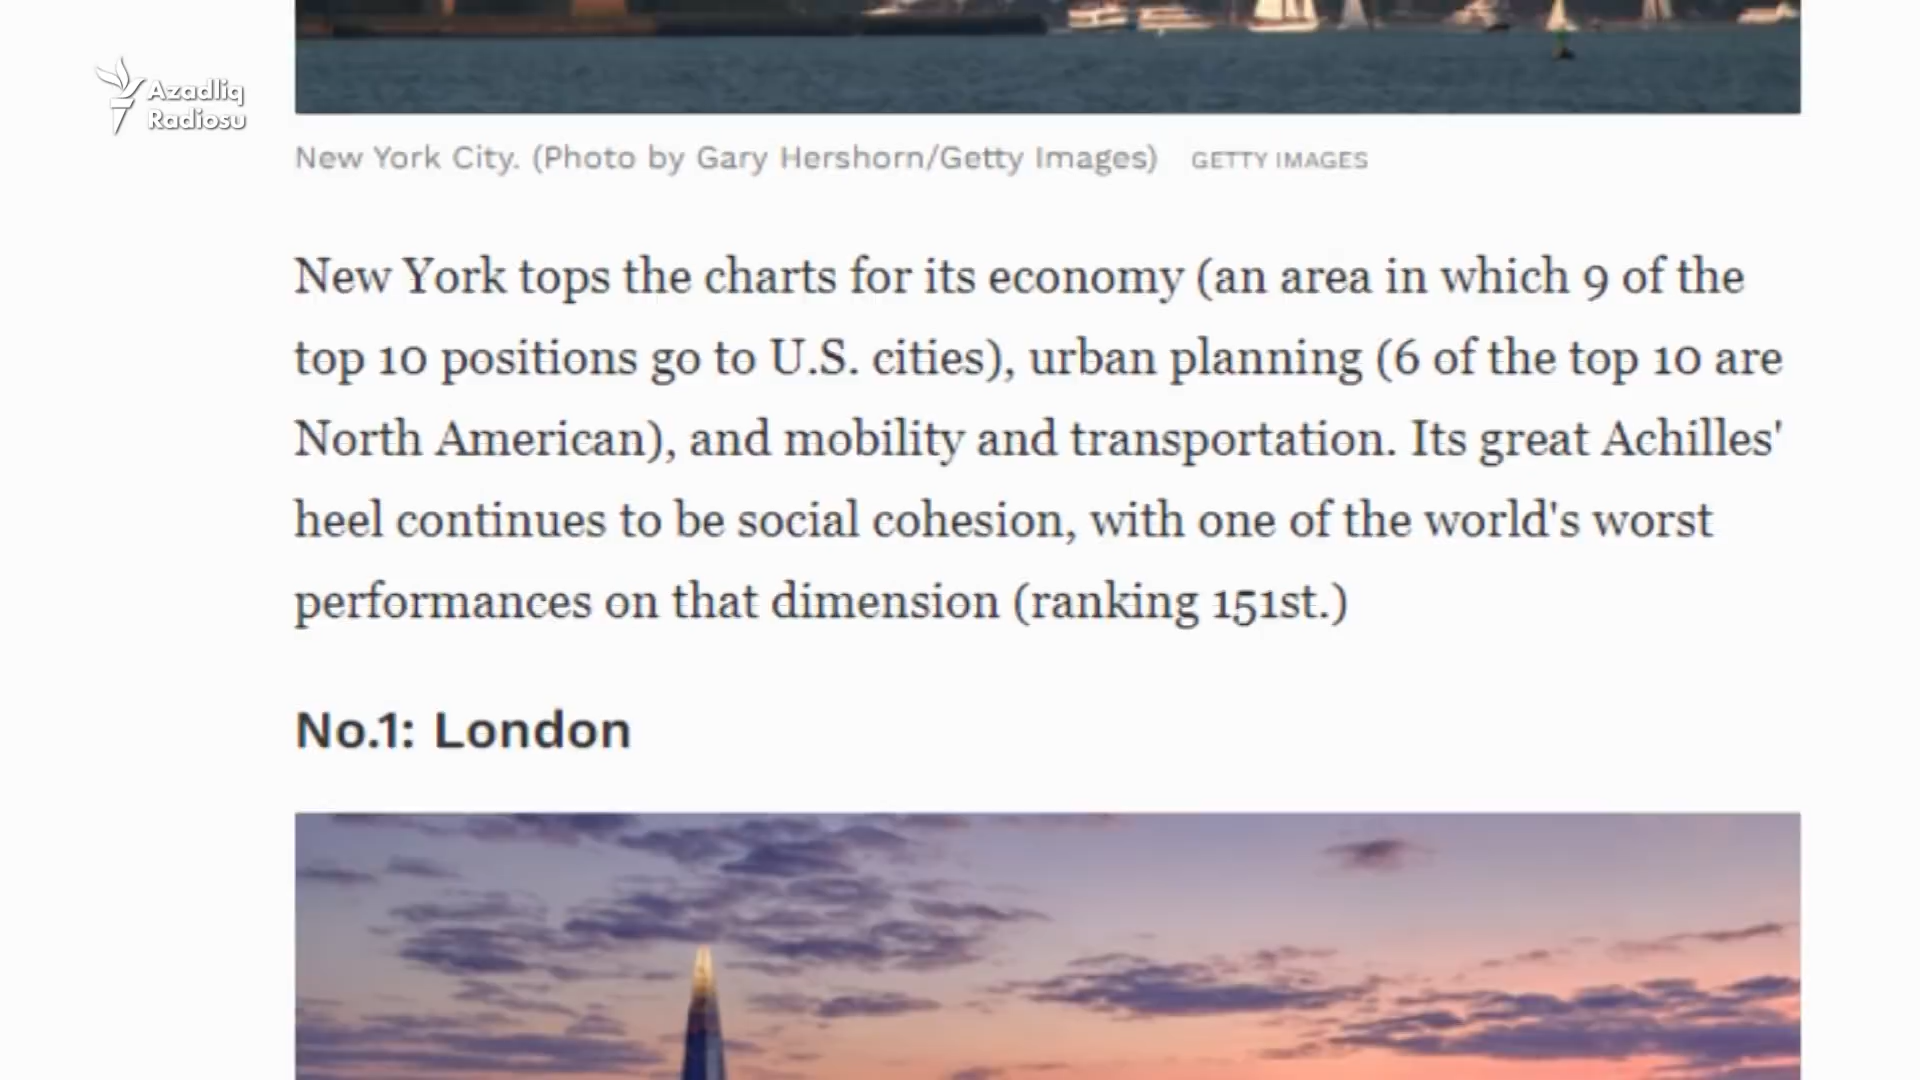 Azadlıq
Radiosu
New York City. (Photo by Gary Hershorn/Getty Images) GETTY IMAGES
New York tops the charts for its economy (an area in which 9 of the
top 10 positions go to U.S. cities), urban planning (6 of the top 10 are
North American), and mobility and transportation. Its great Achilles'
heel continues to be social cohesion, with one of the world's worst
performances on that dimension (ranking 151st.)
No.1: London